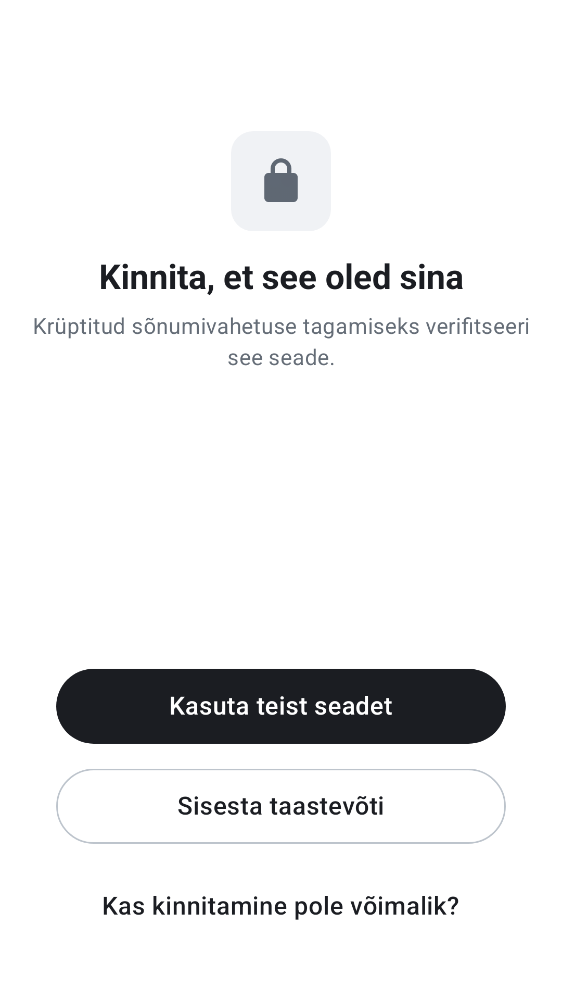 Kinnita, et see oled sina
Krüptitud sõnumivahetuse tagamiseks verifitseeri
see seade.
Kasuta teist seadet
Sisesta taastevõti
Kas kinnitamine pole võimalik?